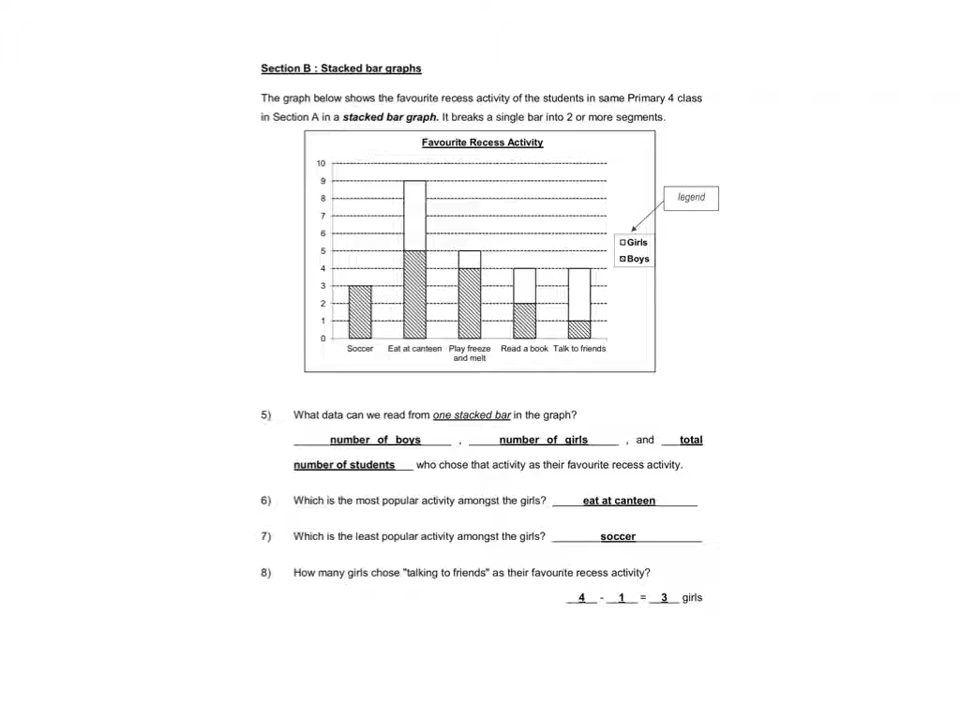 Section B : Stacked bar graphs
The graph below shows the favourite recess activity of the students in same Primary 4 class
in Section A in a stacked bar graph. It breaks a single bar into 2 or more segments.
Favourite Recess Activity
10
9
8
7
6
5
4
3
2
1
0
legend
Girls
Boys
Soccer Eat at canteen Play freeze Read a book Talk to friends
and melt
5) What data can we read from one stacked bar in the graph?
number of boys , number of girls , and total
number of students who chose that activity as their favourite recess activity.
6) Which is the most popular activity amongst the girls? eat at canteen
7) Which is the least popular activity amongst the girls? soccer
8) How many girls chose "talking to friends" as their favourite recess activity?
4 - 1 = 3 girls